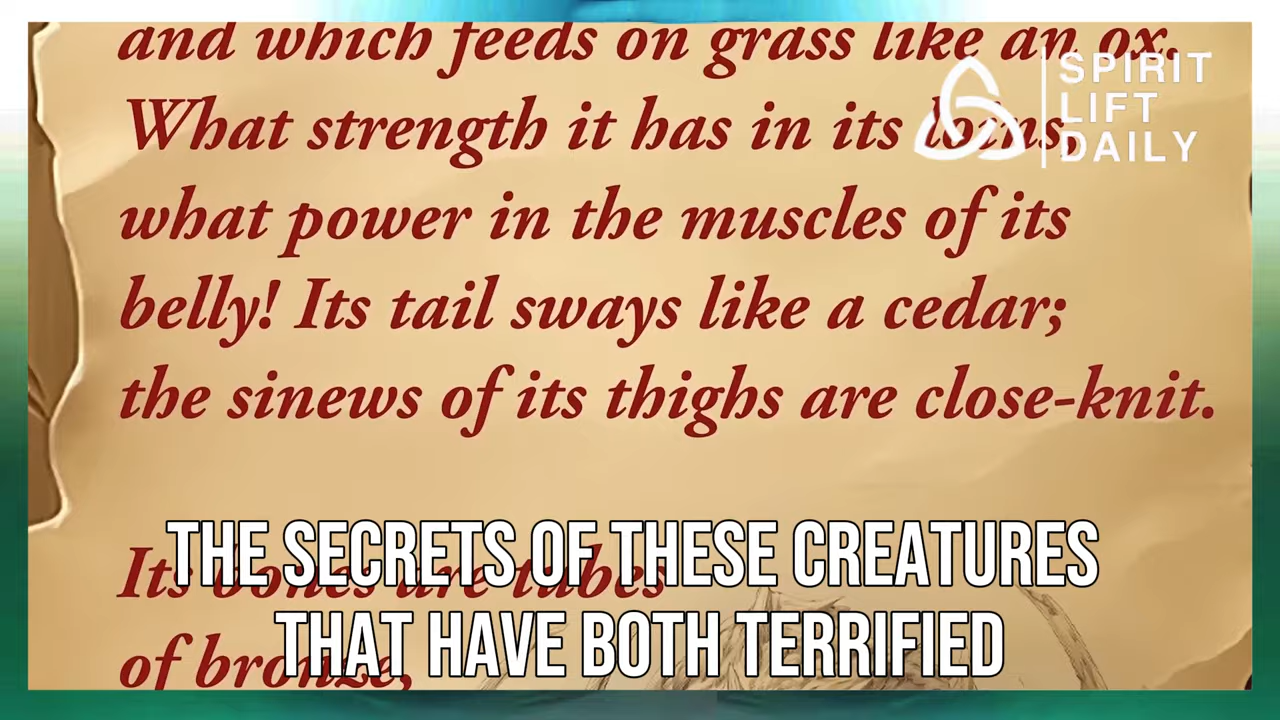 and which feeds on grass like an ox.
What strength it has in its loins,
what power in the muscles of its
belly! Its tail sways like a cedar;
the sinews of its thighs are close-knit.
Its bones are tubes
of bronze,
SPIRIT
LIFT
DAILY
THE SECRETS OF THESE CREATURES
THAT HAVE BOTH TERRIFIED